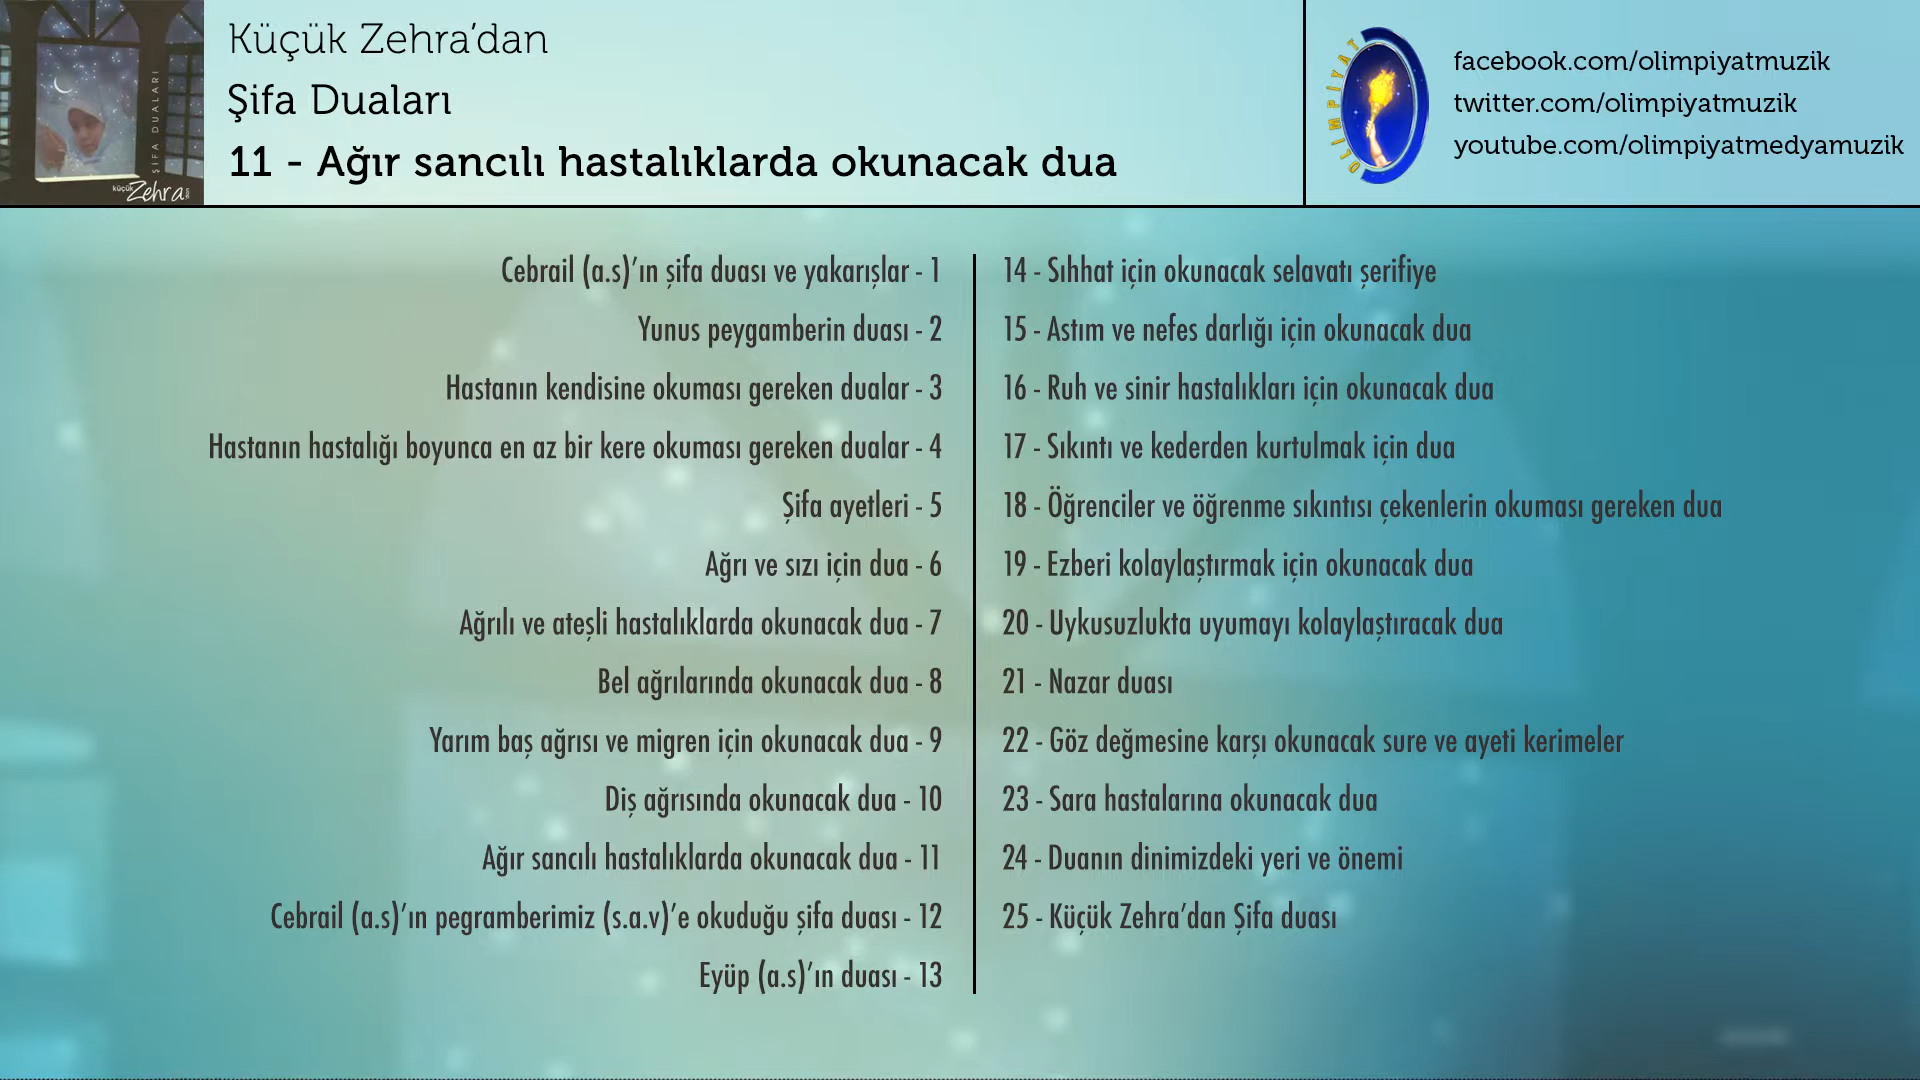 Küçük Zehra’dan
Şifa Duaları
11 - Ağır sancılı hastalıklarda okunacak dua
ŞİFA DUALARI
küçük Zehra'dan
OLİMPİYAT
facebook.com/olimpiyatmuzik
twitter.com/olimpiyatmuzik
youtube.com/olimpiyatmedyamuzik
Cebrail (a.s)’ın şifa duası ve yakarışlar - 1
Yunus peygamberin duası - 2
Hastanın kendisine okuması gereken dualar - 3
Hastanın hastalığı boyunca en az bir kere okuması gereken dualar - 4
Şifa ayetleri - 5
Ağrı ve sızı için dua - 6
Ağrılı ve ateşli hastalıklarda okunacak dua - 7
Bel ağrılarında okunacak dua - 8
Yarım baş ağrısı ve migren için okunacak dua - 9
Diş ağrısında okunacak dua - 10
Ağır sancılı hastalıklarda okunacak dua - 11
Cebrail (a.s)’ın pegramberimiz (s.a.v)’e okuduğu şifa duası - 12
Eyüp (a.s)’ın duası - 13
14 - Sıhhat için okunacak selavatı şerifiye
15 - Astım ve nefes darlığı için okunacak dua
16 - Ruh ve sinir hastalıkları için okunacak dua
17 - Sıkıntı ve kederden kurtulmak için dua
18 - Öğrenciler ve öğrenme sıkıntısı çekenlerin okuması gereken dua
19 - Ezberi kolaylaştırmak için okunacak dua
20 - Uykusuzlukta uyumayı kolaylaştıracak dua
21 - Nazar duası
22 - Göz değmesine karşı okunacak sure ve ayeti kerimeler
23 - Sara hastalarına okunacak dua
24 - Duanın dinimizdeki yeri ve önemi
25 - Küçük Zehra’dan Şifa duası